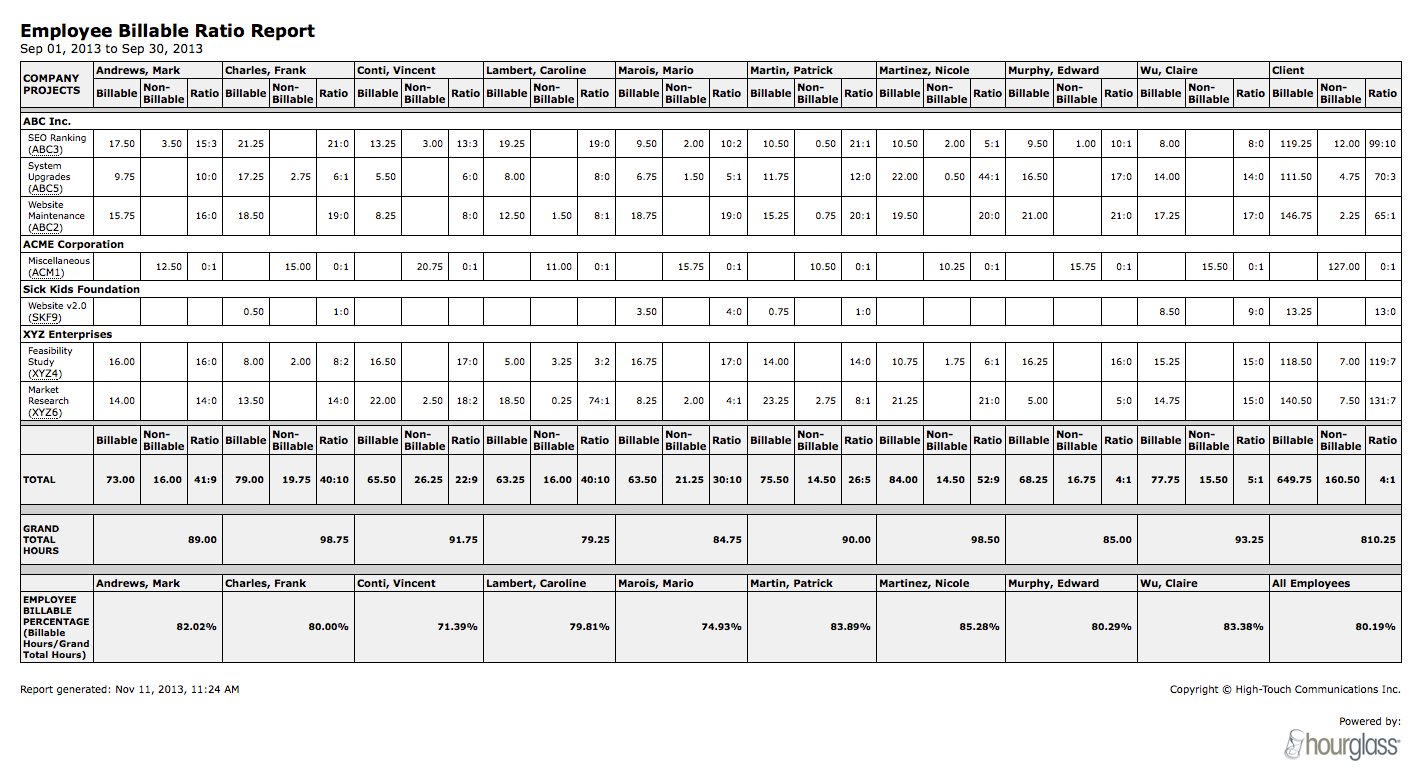 Employee Billable Ratio Report
Sep 01, 2013 to Sep 30, 2013
COMPANY PROJECTS Andrews, Mark Charles, Frank Conti, Vincent Lambert, Caroline Marois, Mario Martin, Patrick Martinez, Nicole Murphy, Edward Wu, Claire Client
Billable Non-Billable Ratio Billable Non-Billable Ratio Billable Non-Billable Ratio Billable Non-Billable Ratio Billable Non-Billable Ratio Billable Non-Billable Ratio Billable Non-Billable Ratio Billable Non-Billable Ratio Billable Non-Billable Ratio Billable Non-Billable Ratio
ABC Inc.
SEO Ranking (ABC3) 17.50 3.50 15:3 21.25 21:0 13.25 3.00 13:3 19.25 19:0 9.50 2.00 10:2 10.50 0.50 21:1 10.50 2.00 5:1 9.50 1.00 10:1 8.00 8:0 119.25 12.00 99:10
System Upgrades (ABC5) 9.75 10:0 17.25 2.75 6:1 5.50 6:0 8.00 8:0 6.75 1.50 5:1 11.75 12:0 22.00 0.50 44:1 16.50 17:0 14.00 14:0 111.50 4.75 70:3
Website Maintenance (ABC2) 15.75 16:0 18.50 19:0 8.25 8:0 12.50 1.50 8:1 18.75 19:0 15.25 0.75 20:1 19.50 20:0 21.00 21:0 17.25 17:0 146.75 2.25 65:1
ACME Corporation
Miscellaneous (ACM1) 12.50 0:1 15.00 0:1 20.75 0:1 11.00 0:1 15.75 0:1 10.50 0:1 10.25 0:1 15.75 0:1 15.50 0:1 127.00 0:1
Sick Kids Foundation
Website v2.0 (SKF9) 0.50 1:0 3.50 4:0 0.75 1:0 8.50 9:0 13.25 13:0
XYZ Enterprises
Feasibility Study (XYZ4) 16.00 16:0 8.00 2.00 8:2 16.50 17:0 5.00 3.25 3:2 16.75 17:0 14.00 14:0 10.75 1.75 6:1 16.25 16:0 15.25 15:0 118.50 7.00 119:7
Market Research (XYZ6) 14.00 14:0 13.50 14:0 22.00 2.50 18:2 18.50 0.25 74:1 8.25 2.00 4:1 23.25 2.75 8:1 21.25 21:0 5.00 5:0 14.75 15:0 140.50 7.50 131:7
Billable Non-Billable Ratio Billable Non-Billable Ratio Billable Non-Billable Ratio Billable Non-Billable Ratio Billable Non-Billable Ratio Billable Non-Billable Ratio Billable Non-Billable Ratio Billable Non-Billable Ratio Billable Non-Billable Ratio Billable Non-Billable Ratio
TOTAL 73.00 16.00 41:9 79.00 19.75 40:10 65.50 26.25 22:9 63.25 16.00 40:10 63.50 21.25 30:10 75.50 14.50 26:5 84.00 14.50 52:9 68.25 16.75 4:1 77.75 15.50 5:1 649.75 160.50 4:1
GRAND TOTAL HOURS 89.00 98.75 91.75 79.25 84.75 90.00 98.50 85.00 93.25 810.25
Andrews, Mark Charles, Frank Conti, Vincent Lambert, Caroline Marois, Mario Martin, Patrick Martinez, Nicole Murphy, Edward Wu, Claire All Employees
EMPLOYEE BILLABLE PERCENTAGE (Billable Hours/Grand Total Hours) 82.02% 80.00% 71.39% 79.81% 74.93% 83.89% 85.28% 80.29% 83.38% 80.19%
Report generated: Nov 11, 2013, 11:24 AM Copyright © High-Touch Communications Inc.
Powered by:
hourglass